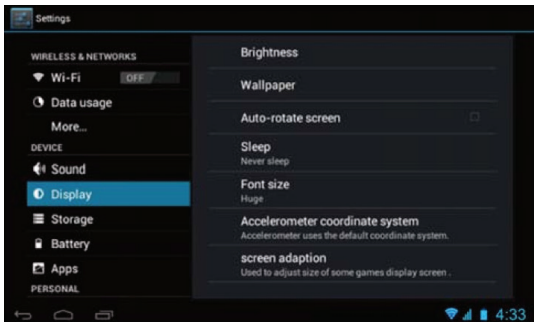 Settings
WIRELESS & NETWORKS
Wi-Fi OFF
Data usage
More...
DEVICE
Sound
Display
Storage
Battery
Apps
PERSONAL
Brightness
Wallpaper
Auto-rotate screen
Sleep
Never sleep
Font size
Huge
Accelerometer coordinate system
Accelerometer uses the default coordinate system.
screen adaption
Used to adjust size of some games display screen .
4:33